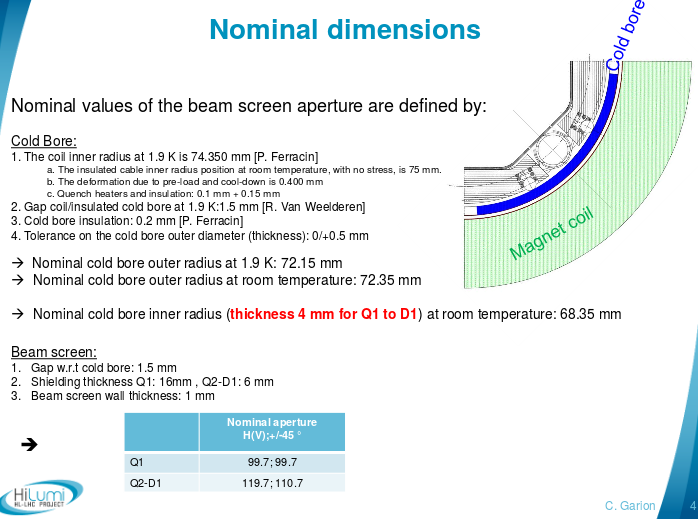 Nominal dimensions
Cold bore
Nominal values of the beam screen aperture are defined by:
Cold Bore:
1. The coil inner radius at 1.9 K is 74.350 mm [P. Ferracin]
a. The insulated cable inner radius position at room temperature, with no stress, is 75 mm.
b. The deformation due to pre-load and cool-down is 0.400 mm
c. Quench heaters and insulation: 0.1 mm + 0.15 mm
2. Gap coil/insulated cold bore at 1.9 K:1.5 mm [R. Van Weelderen]
3. Cold bore insulation: 0.2 mm [P. Ferracin]
4. Tolerance on the cold bore outer diameter (thickness): 0/+0.5 mm
Magnet coil
→ Nominal cold bore outer radius at 1.9 K: 72.15 mm
→ Nominal cold bore outer radius at room temperature: 72.35 mm
→ Nominal cold bore inner radius (thickness 4 mm for Q1 to D1) at room temperature: 68.35 mm
Beam screen:
1. Gap w.r.t cold bore: 1.5 mm
2. Shielding thickness Q1: 16mm , Q2-D1: 6 mm
3. Beam screen wall thickness: 1 mm
➔
Nominal aperture
H(V);+/-45 °
Q1 99.7; 99.7
Q2-D1 119.7; 110.7
HiLumi
HL-LHC PROJECT
C. Garion 4